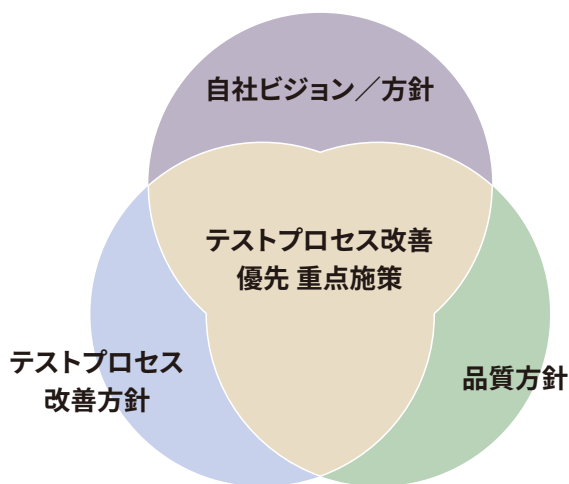 自社ビジョン／方針
テストプロセス改善
優先 重点施策
テストプロセス
改善方針
品質方針